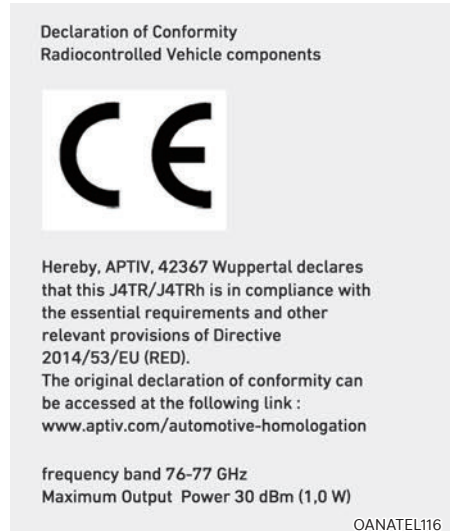 Declaration of Conformity
Radiocontrolled Vehicle components
CE
Hereby, APTIV, 42367 Wuppertal declares
that this J4TR/J4TRh is in compliance with
the essential requirements and other
relevant provisions of Directive
2014/53/EU (RED).
The original declaration of conformity can
be accessed at the following link :
www.aptiv.com/automotive-homologation
frequency band 76-77 GHz
Maximum Output  Power 30 dBm (1,0 W)
OANATEL116